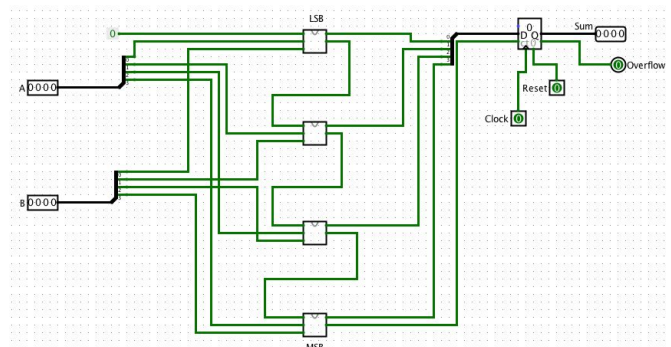 LSB
0
Sum
0000
0
D Q
0
Overflow
A 0000
Reset 0
Clock 0
B 0000
MSB